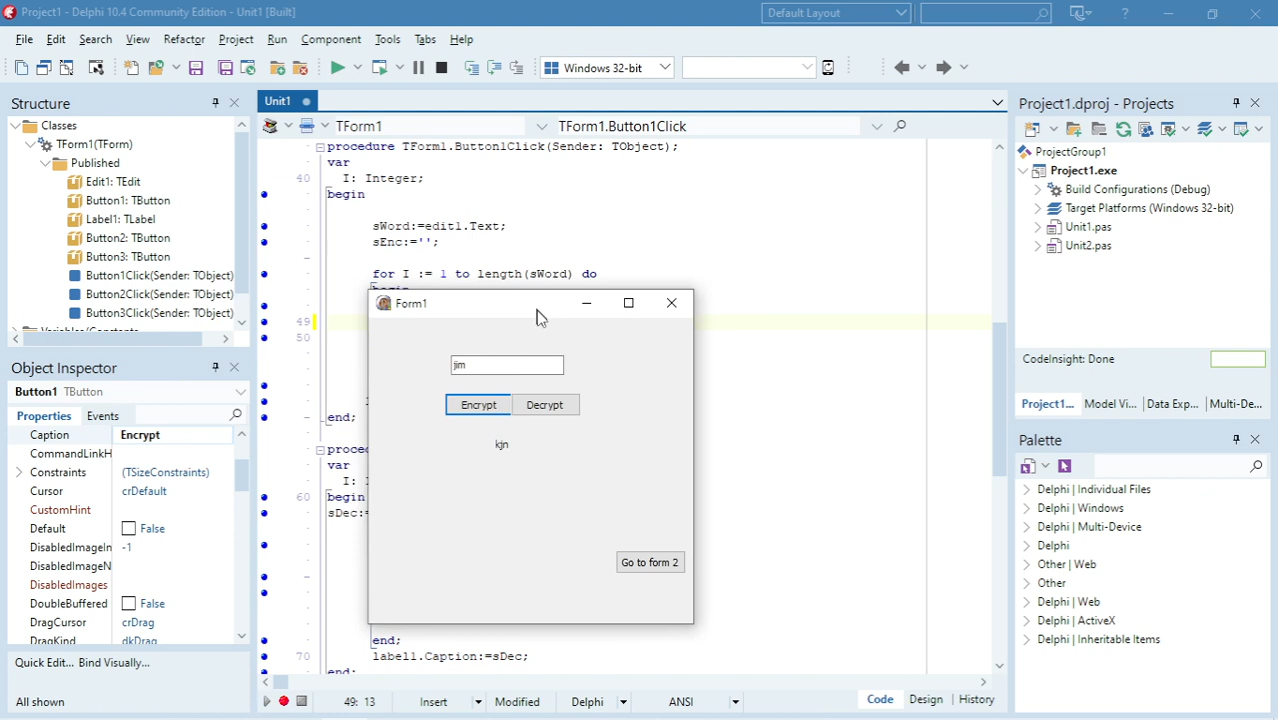 Project1 - Delphi 10.4 Community Edition - Unit1 [Built]
Default Layout
File Edit Search View Refactor Project Run Component Tools Tabs Help
Windows 32-bit
Structure
Classes
TForm1(TForm)
Published
Edit1: TEdit
Button1: TButton
Label1: TLabel
Button2: TButton
Button3: TButton
Button1Click(Sender: TObject)
Button2Click(Sender: TObject)
Button3Click(Sender: TObject)
Object Inspector
Button1 TButton
Properties Events
Caption Encrypt
CommandLinkH
Constraints (TSizeConstraints)
Cursor crDefault
CustomHint
Default False
DisabledImageIn -1
DisabledImageN
DisabledImages
DoubleBuffered False
DragCursor crDrag
DragKind dkDrag
Quick Edit... Bind Visually...
All shown
Unit1
TForm1 TForm1.Button1Click
procedure TForm1.Button1Click(Sender: TObject);
var
40 I: Integer;
begin
sWord:=edit1.Text;
sEnc:='';
for I := 1 to length(sWord) do
49
50
end;
proced
var
I:
60 begin
sDec:=
end;
70 label1.Caption:=sDec;
end;
Form1
jim
Encrypt Decrypt
kjn
Go to form 2
49: 13 Insert Modified Delphi ANSI Code Design History
Project1.dproj - Projects
ProjectGroup1
Project1.exe
Build Configurations (Debug)
Target Platforms (Windows 32-bit)
Unit1.pas
Unit2.pas
CodeInsight: Done
Project1... Model Vi... Data Exp... Multi-De...
Palette
Delphi | Individual Files
Delphi | Windows
Delphi | Multi-Device
Delphi
Other | Web
Other
Delphi | Web
Delphi | ActiveX
Delphi | Inheritable Items